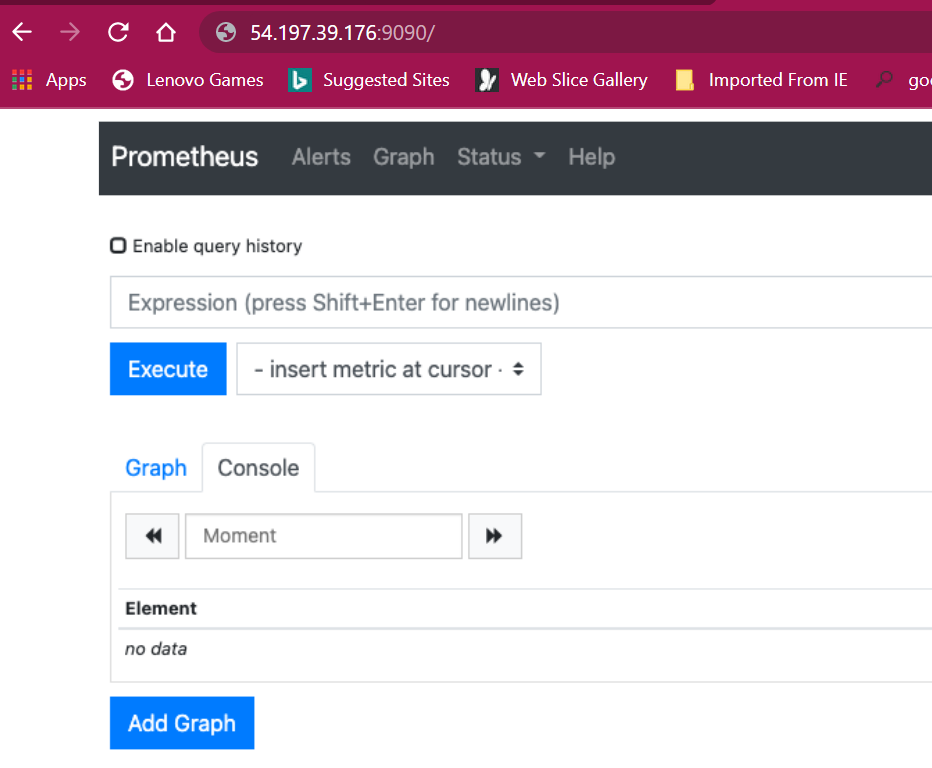 54.197.39.176:9090/
Apps Lenovo Games Suggested Sites Web Slice Gallery Imported From IE
Prometheus Alerts Graph Status Help
Enable query history
Expression (press Shift+Enter for newlines)
Execute - insert metric at cursor -
Graph Console
Moment
Element
no data
Add Graph